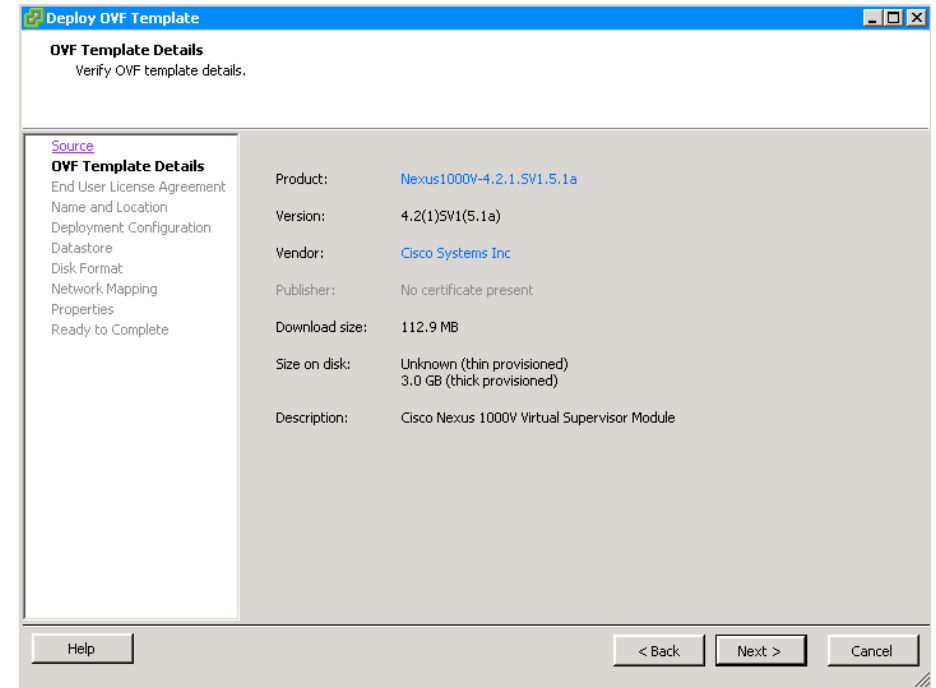 Deploy OVF Template
OVF Template Details
Verify OVF template details.
Source
OVF Template Details
End User License Agreement
Name and Location
Deployment Configuration
Datastore
Disk Format
Network Mapping
Properties
Ready to Complete
Product: Nexus1000V-4.2.1.SV1.5.1a
Version: 4.2(1)SV1(5.1a)
Vendor: Cisco Systems Inc
Publisher: No certificate present
Download size: 112.9 MB
Size on disk: Unknown (thin provisioned)
3.0 GB (thick provisioned)
Description: Cisco Nexus 1000V Virtual Supervisor Module
Help
< Back
Next >
Cancel